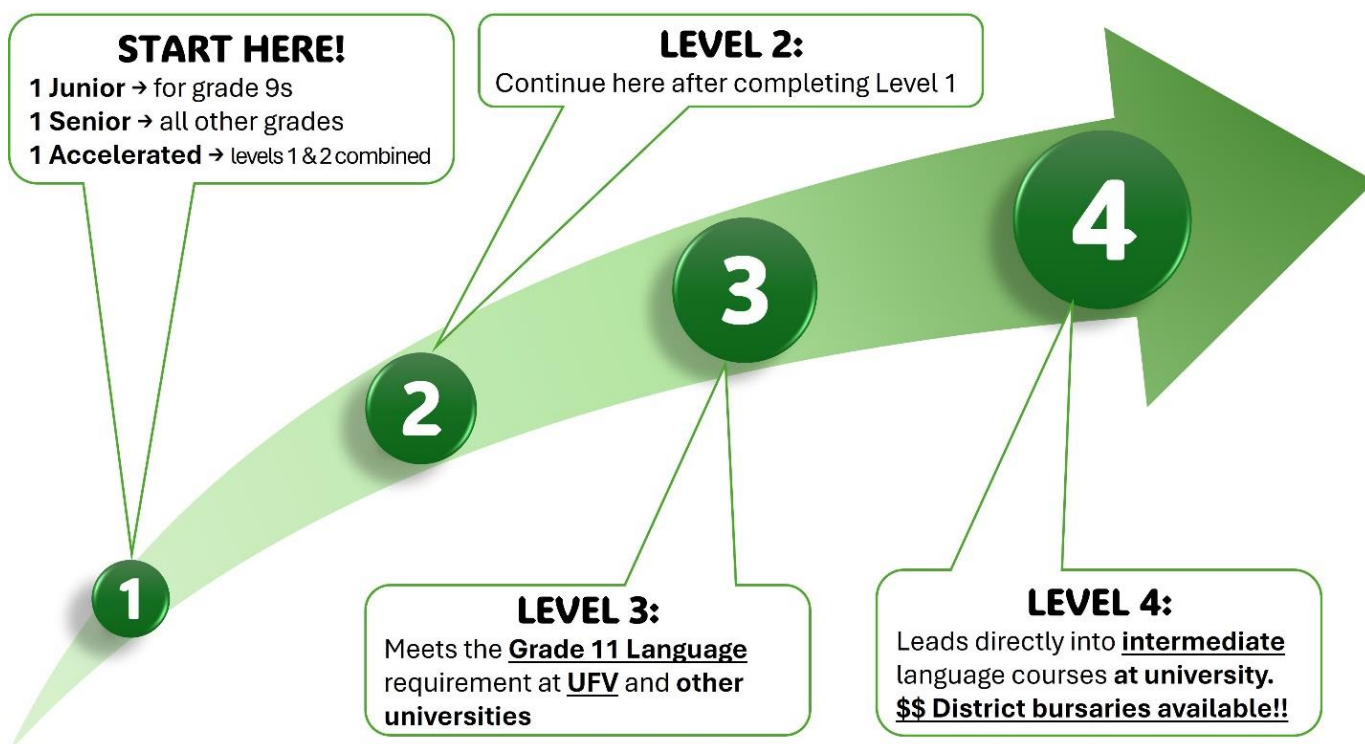 START HERE!
1 Junior → for grade 9s
1 Senior → all other grades
1 Accelerated → levels 1 & 2 combined
LEVEL 2:
Continue here after completing Level 1
1
2
3
4
LEVEL 3:
Meets the Grade 11 Language
requirement at UFV and other
universities
LEVEL 4:
Leads directly into intermediate
language courses at university.
$$ District bursaries available!!